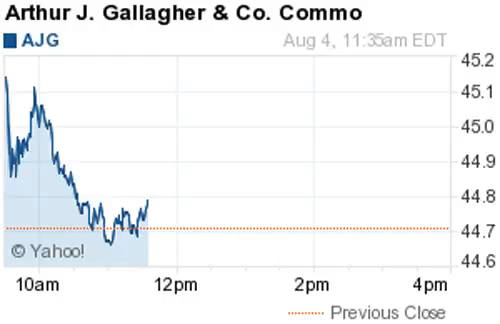 Arthur J. Gallagher & Co. Commo
AJG Aug 4, 11:35am EDT
45.2
45.1
45.0
44.9
44.8
44.7
44.6
© Yahoo!
10am 12pm 2pm 4pm
Previous Close